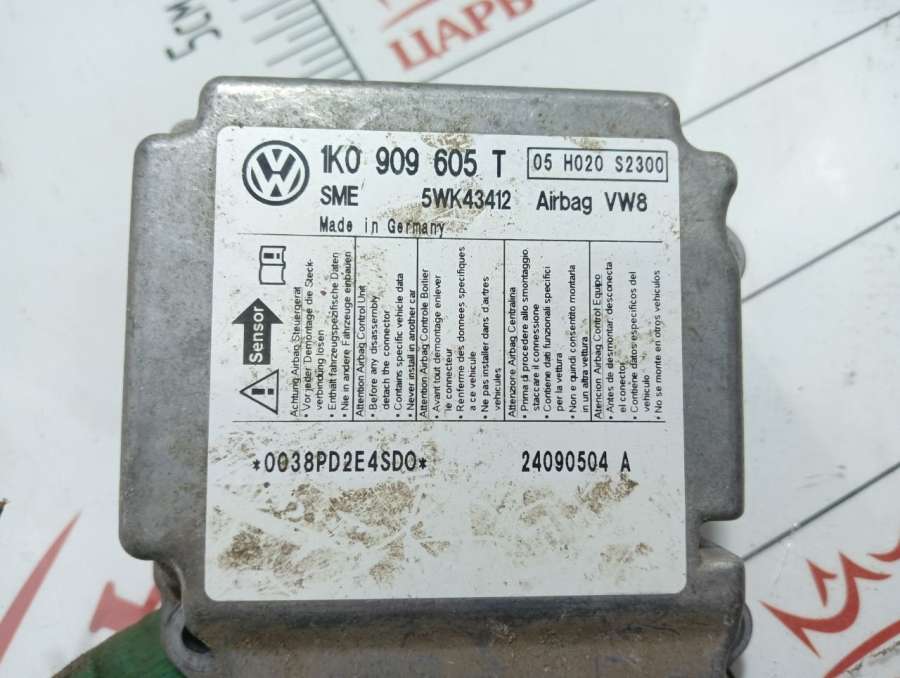 5CM
ЦАРЬ
1K0 909 605 T
05 H020 S2300
SME 5WK43412 Airbag VW8
Made in Germany
Sensor
Achtung Airbag Steuergerät
• Vor jeder Demontage die Steck-
verbindung lösen
• Enthält fahrzeugspezifische Daten
• Nie in andere Fahrzeuge einbauen
Attention Airbag Control Unit
• Before any disassembly
detach the connector
• Contains specific vehicle data
• Never install in another car
Attention Airbag Controle Boitier
• Avant tout demontage enlever
le connecteur
• Renferme des donnees specifiques
a ce vehicule
• Ne pas installer dans d'autres
vehicules
Attenzione Airbag Centralina
• Prima di procedere allo smontaggio
staccare il connessione
• Contiene dati funzionali specifici
per la vettura
• Non e quindi consentito montarla
in un altra vettura
Atencion Airbag Control Equipo
• Antes de desmontar desconecta
el connector
• Contiene datos especificos del
vehiculo
• No se monte en otros vehiculos
*0038PD2E4SD0*
24090504 A